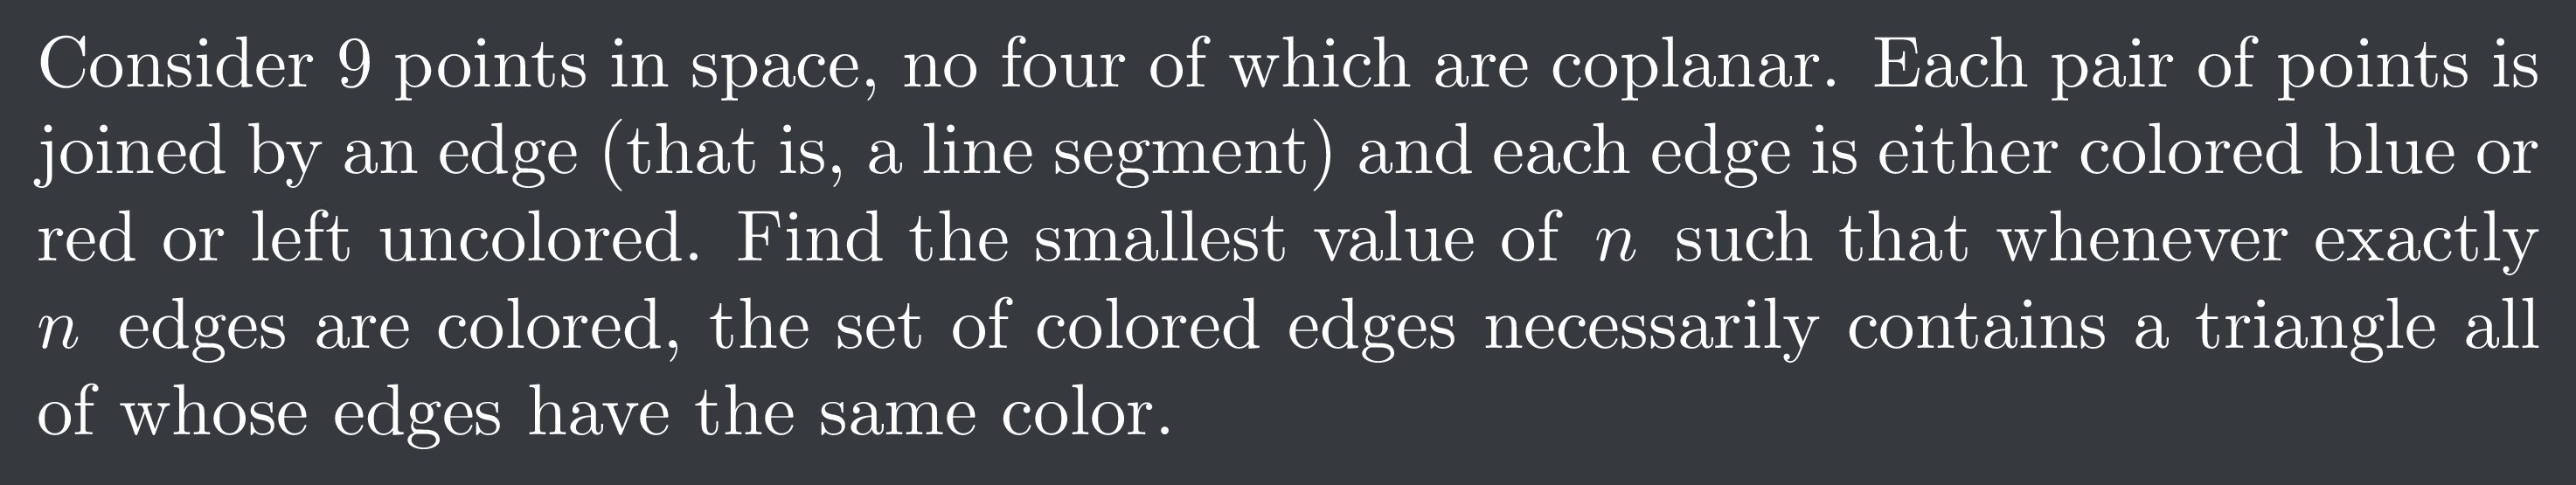 Consider 9 points in space, no four of which are coplanar. Each pair of points is
joined by an edge (that is, a line segment) and each edge is either colored blue or
red or left uncolored. Find the smallest value of n such that whenever exactly
n edges are colored, the set of colored edges necessarily contains a triangle all
of whose edges have the same color.